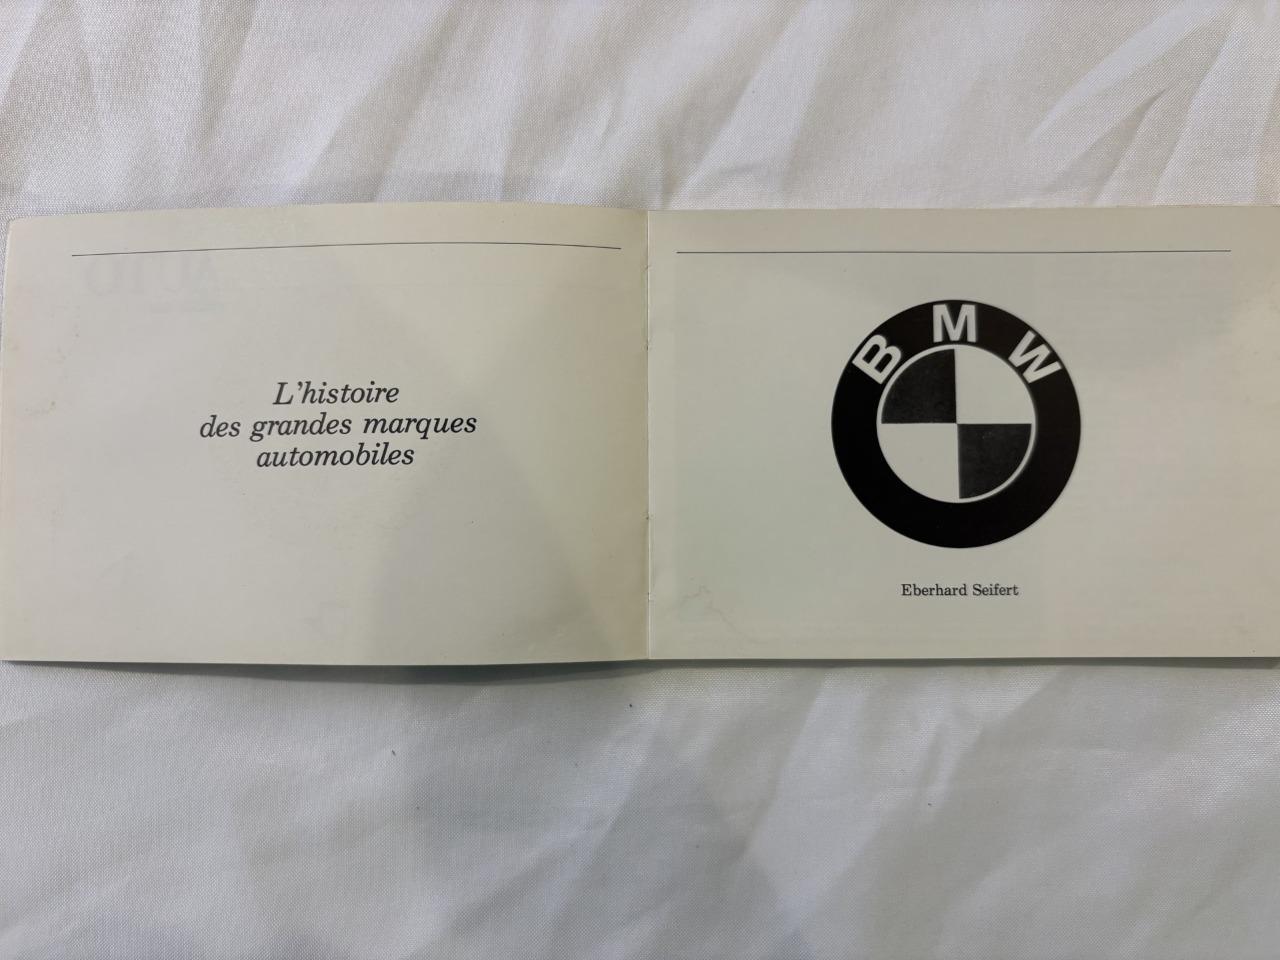 L'histoire
des grandes marques
automobiles
BMW
Eberhard Seifert